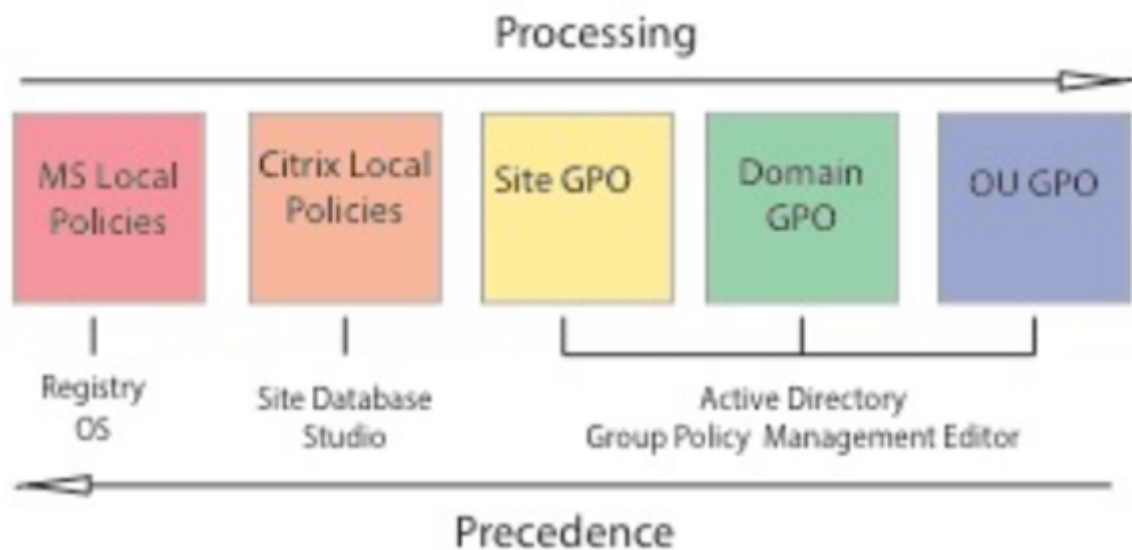 Processing
MS Local
Policies
Citrix Local
Policies
Site GPO
Domain
GPO
OU GPO
Registry
OS
Site Database
Studio
Active Directory
Group Policy Management Editor
Precedence